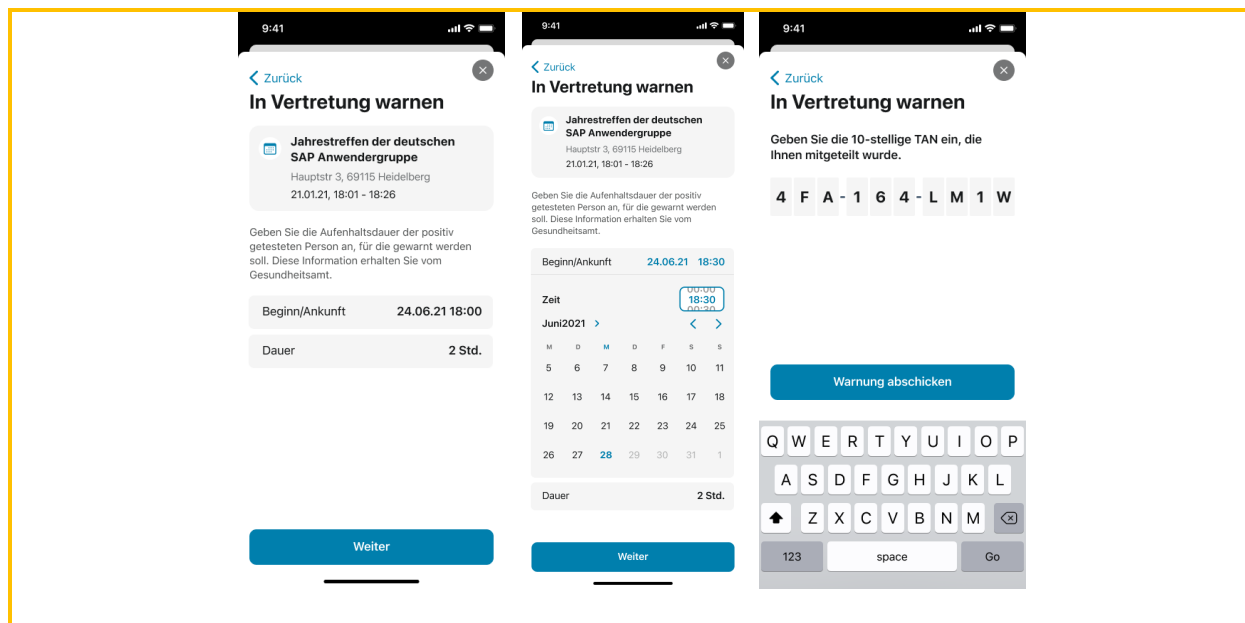 9:41
Zurück
In Vertretung warnen
Jahrestreffen der deutschen
SAP Anwendergruppe
Hauptstr 3, 69115 Heidelberg
21.01.21, 18:01 - 18:26
Geben Sie die Aufenhaltsdauer der positiv
getesteten Person an, für die gewarnt werden
soll. Diese Information erhalten Sie vom
Gesundheitsamt.
Beginn/Ankunft 24.06.21 18:00
Dauer 2 Std.
Weiter
9:41
Zurück
In Vertretung warnen
Jahrestreffen der deutschen
SAP Anwendergruppe
Hauptstr 3, 69115 Heidelberg
21.01.21, 18:01 - 18:26
Geben Sie die Aufenhaltsdauer der positiv
getesteten Person an, für die gewarnt werden
soll. Diese Information erhalten Sie vom
Gesundheitsamt.
Beginn/Ankunft 24.06.21 18:30
00:00
Zeit 18:30
00:30
Juni2021
M D M D F S S
5 6 7 8 9 10 11
12 13 14 15 16 17 18
19 20 21 22 23 24 25
26 27 28 29 30 31 1
Dauer 2 Std.
Weiter
9:41
Zurück
In Vertretung warnen
Geben Sie die 10-stellige TAN ein, die
Ihnen mitgeteilt wurde.
4 F A - 1 6 4 - L M 1 W
Warnung abschicken
Q W E R T Y U I O P
A S D F G H J K L
Z X C V B N M
123 space Go